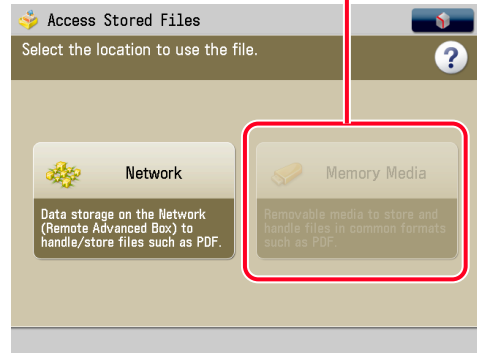 Access Stored Files
Select the location to use the file.
?
Network
Data storage on the Network
(Remote Advanced Box) to
handle/store files such as PDF.
Memory Media
Removable media to store and
handle files in common formats
such as PDF.